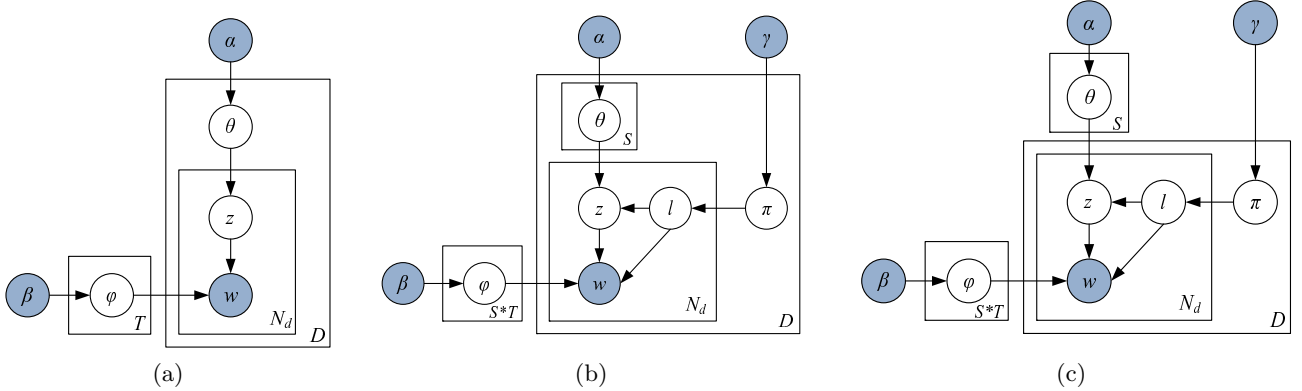 α
θ
z
β φ w
T N_d D
(a)
α γ
θ
S
z l π
β φ w
S*T N_d D
(b)
α γ
θ
S
z l π
β φ w
S*T N_d D
(c)